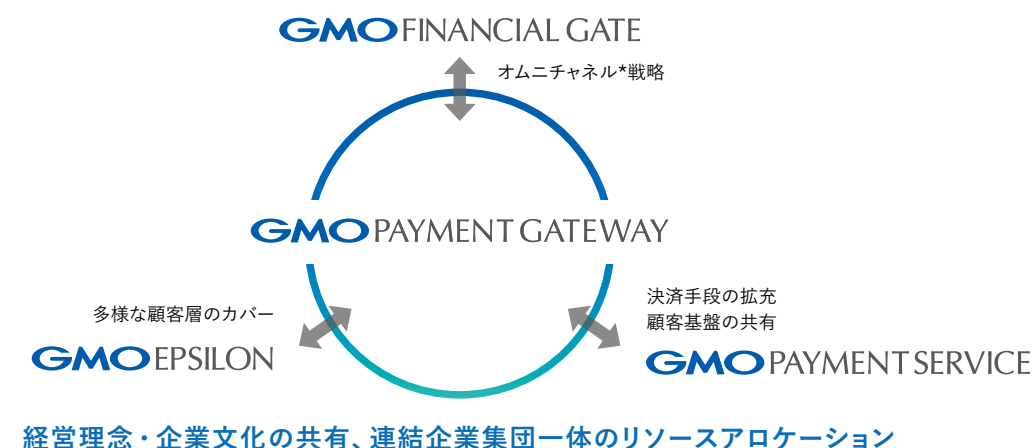 GMO FINANCIAL GATE
オムニチャネル*戦略
GMO PAYMENT GATEWAY
多様な顧客層のカバー
GMO EPSILON
決済手段の拡充
顧客基盤の共有
GMO PAYMENT SERVICE
経営理念・企業文化の共有、連結企業集団一体のリソースアロケーション